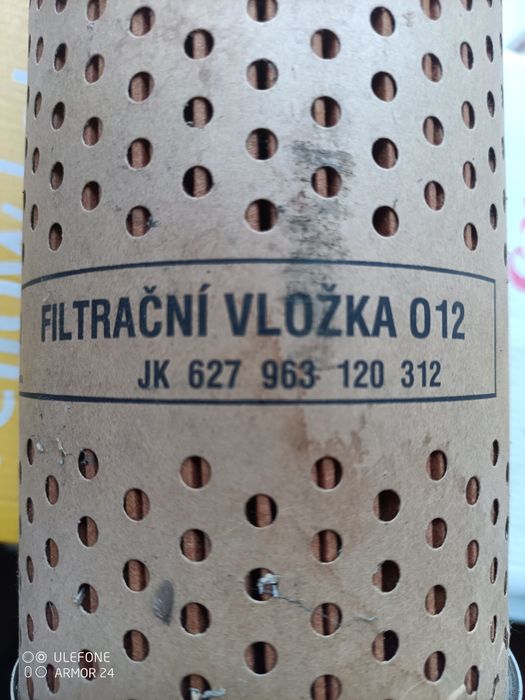 FILTRAČNÍ VLOŽKA 012
JK 627 963 120 312
ULEFONE
ARMOR 24